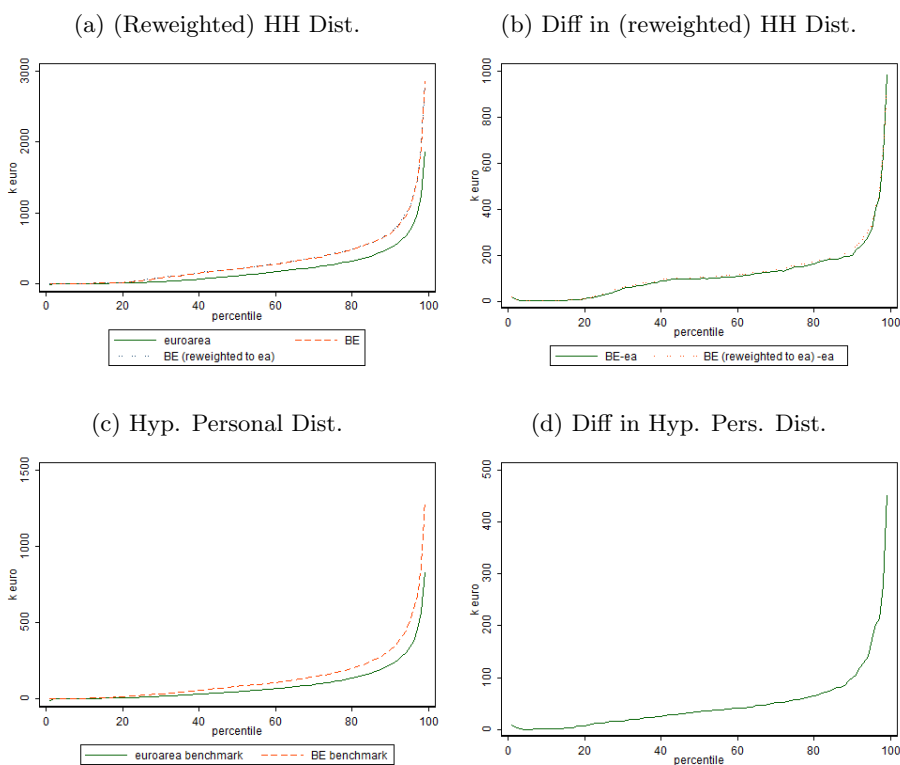 (a) (Reweighted) HH Dist.
k euro
3000
2000
1000
0
0 20 40 60 80 100
percentile
euroarea BE
BE (reweighted to ea)
(b) Diff in (reweighted) HH Dist.
k euro
1000
800
600
400
200
0
0 20 40 60 80 100
percentile
BE-ea BE (reweighted to ea) -ea
(c) Hyp. Personal Dist.
k euro
1500
1000
500
0
0 20 40 60 80 100
percentile
euroarea benchmark BE benchmark
(d) Diff in Hyp. Pers. Dist.
k euro
500
400
300
200
100
0
0 20 40 60 80 100
percentile